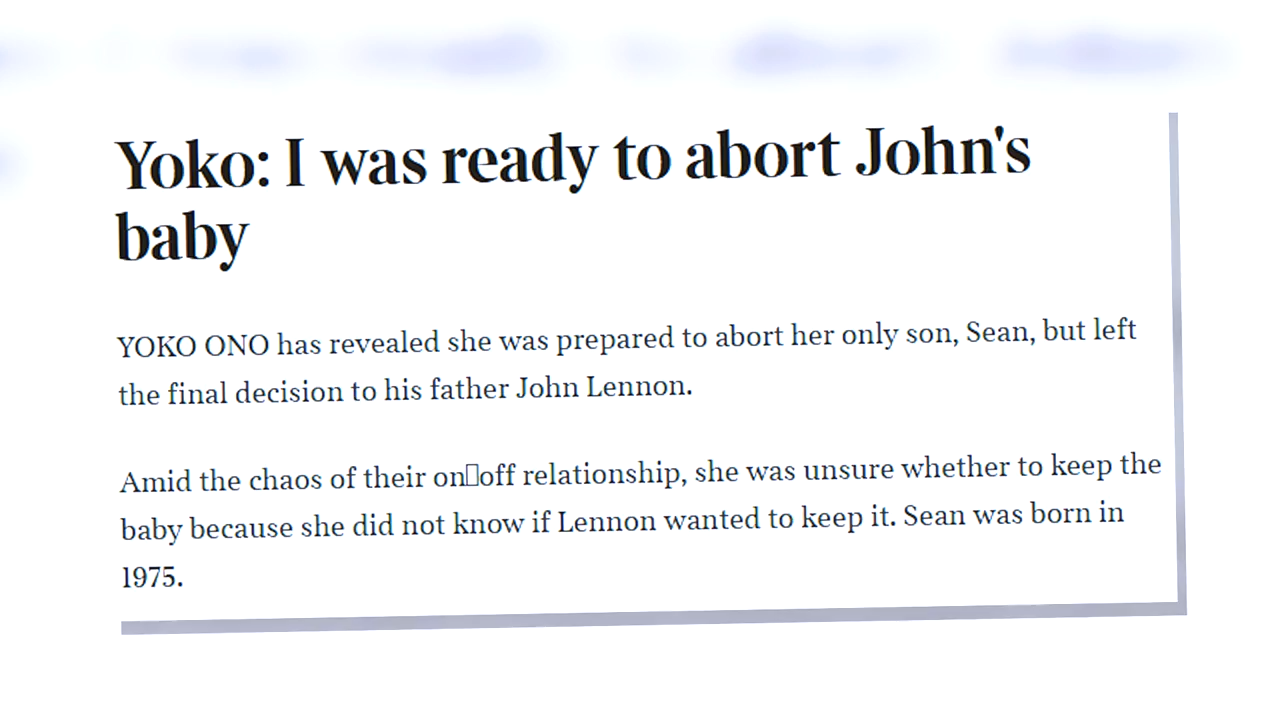 Yoko: I was ready to abort John's
baby
YOKO ONO has revealed she was prepared to abort her only son, Sean, but left
the final decision to his father John Lennon.
Amid the chaos of their on▯off relationship, she was unsure whether to keep the
baby because she did not know if Lennon wanted to keep it. Sean was born in
1975.